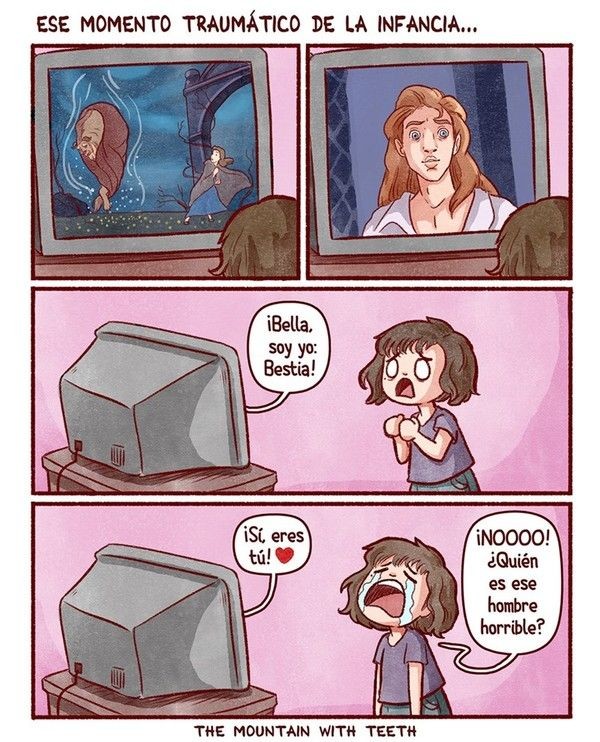 ESE MOMENTO TRAUMÁTICO DE LA INFANCIA...
¡Bella,
soy yo:
Bestia!
¡Sí, eres
tú! ❤
¡NOOOO!
¿Quién
es ese
hombre
horrible?
THE MOUNTAIN WITH TEETH